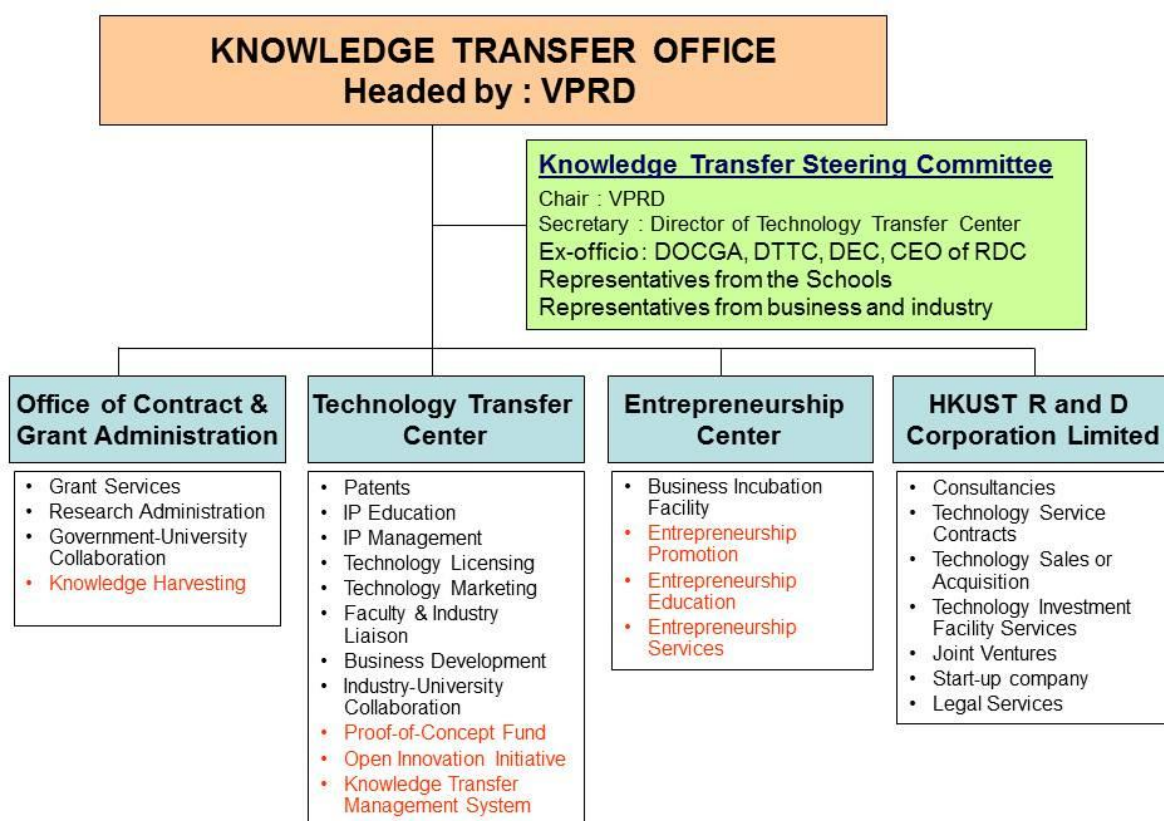 KNOWLEDGE TRANSFER OFFICE
Headed by : VPRD
Knowledge Transfer Steering Committee
Chair : VPRD
Secretary : Director of Technology Transfer Center
Ex-officio : DOCGA, DTTC, DEC, CEO of RDC
Representatives from the Schools
Representatives from business and industry
Office of Contract &
Grant Administration
• Grant Services
• Research Administration
• Government-University
Collaboration
• Knowledge Harvesting
Technology Transfer
Center
• Patents
• IP Education
• IP Management
• Technology Licensing
• Technology Marketing
• Faculty & Industry
Liaison
• Business Development
• Industry-University
Collaboration
• Proof-of-Concept Fund
• Open Innovation Initiative
• Knowledge Transfer
Management System
Entrepreneurship
Center
• Business Incubation
Facility
• Entrepreneurship
Promotion
• Entrepreneurship
Education
• Entrepreneurship
Services
HKUST R and D
Corporation Limited
• Consultancies
• Technology Service
Contracts
• Technology Sales or
Acquisition
• Technology Investment
Facility Services
• Joint Ventures
• Start-up company
• Legal Services